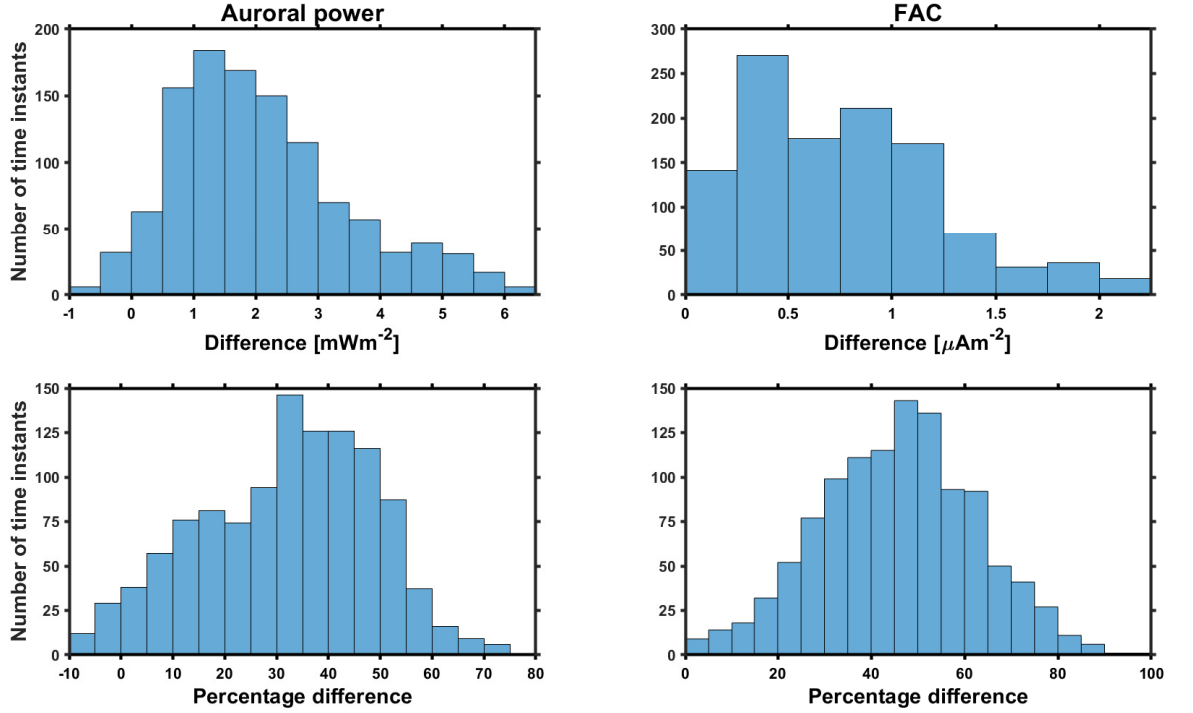 Auroral power
Number of time instants
200
150
100
50
0
-1 0 1 2 3 4 5 6
Difference [mWm-2]
FAC
300
250
200
150
100
50
0
0 0.5 1 1.5 2
Difference [μAm-2]
Number of time instants
150
125
100
75
50
25
0
-10 0 10 20 30 40 50 60 70 80
Percentage difference
150
125
100
75
50
25
0
0 20 40 60 80 100
Percentage difference